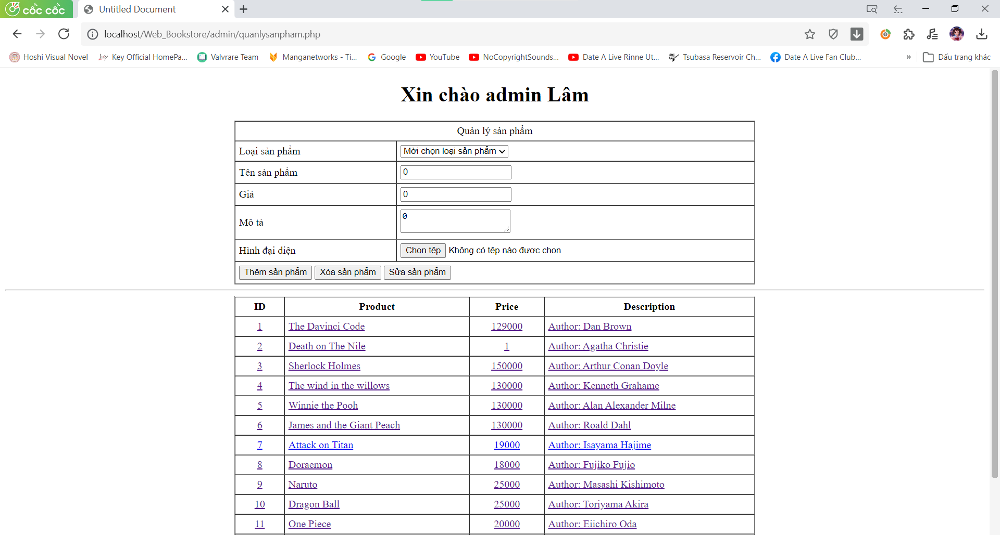 cốc cốc
Untitled Document
localhost/Web_Bookstore/admin/quanlysanpham.php
Hoshi Visual Novel
Key Official HomePa...
Valvrare Team
Manganetworks - Ti...
Google
YouTube
NoCopyrightSounds...
Date A Live Rinne Ut...
Tsubasa Reservoir Ch...
Date A Live Fan Club...
»
Dấu trang khác
Xin chào admin Lâm
Quản lý sản phẩm
Loại sản phẩm
Mời chọn loại sản phẩm
Tên sản phẩm
0
Giá
0
Mô tả
0
Hình đại diện
Chọn tệp Không có tệp nào được chọn
Thêm sản phẩm Xóa sản phẩm Sửa sản phẩm
ID Product Price Description
1 The Davinci Code 129000 Author: Dan Brown
2 Death on The Nile 1 Author: Agatha Christie
3 Sherlock Holmes 150000 Author: Arthur Conan Doyle
4 The wind in the willows 130000 Author: Kenneth Grahame
5 Winnie the Pooh 130000 Author: Alan Alexander Milne
6 James and the Giant Peach 130000 Author: Roald Dahl
7 Attack on Titan 19000 Author: Isayama Hajime
8 Doraemon 18000 Author: Fujiko Fujio
9 Naruto 25000 Author: Masashi Kishimoto
10 Dragon Ball 25000 Author: Toriyama Akira
11 One Piece 20000 Author: Eiichiro Oda